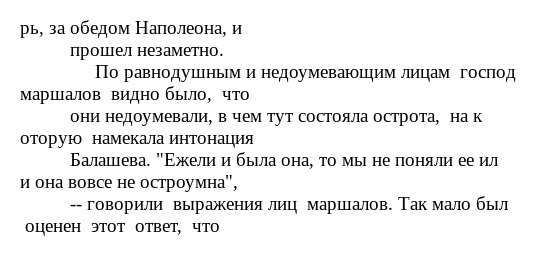 рь, за обедом Наполеона, и
прошел незаметно.
По равнодушным и недоумевающим лицам господ
маршалов видно было, что
они недоумевали, в чем тут состояла острота, на к
оторую намекала интонация
Балашева. "Ежели и была она, то мы не поняли ее ил
и она вовсе не остроумна",
-- говорили выражения лиц маршалов. Так мало был
оценен этот ответ, что